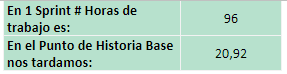 En 1 Sprint # Horas de
trabajo es:
96
En el Punto de Historia Base
nos tardamos:
20,92